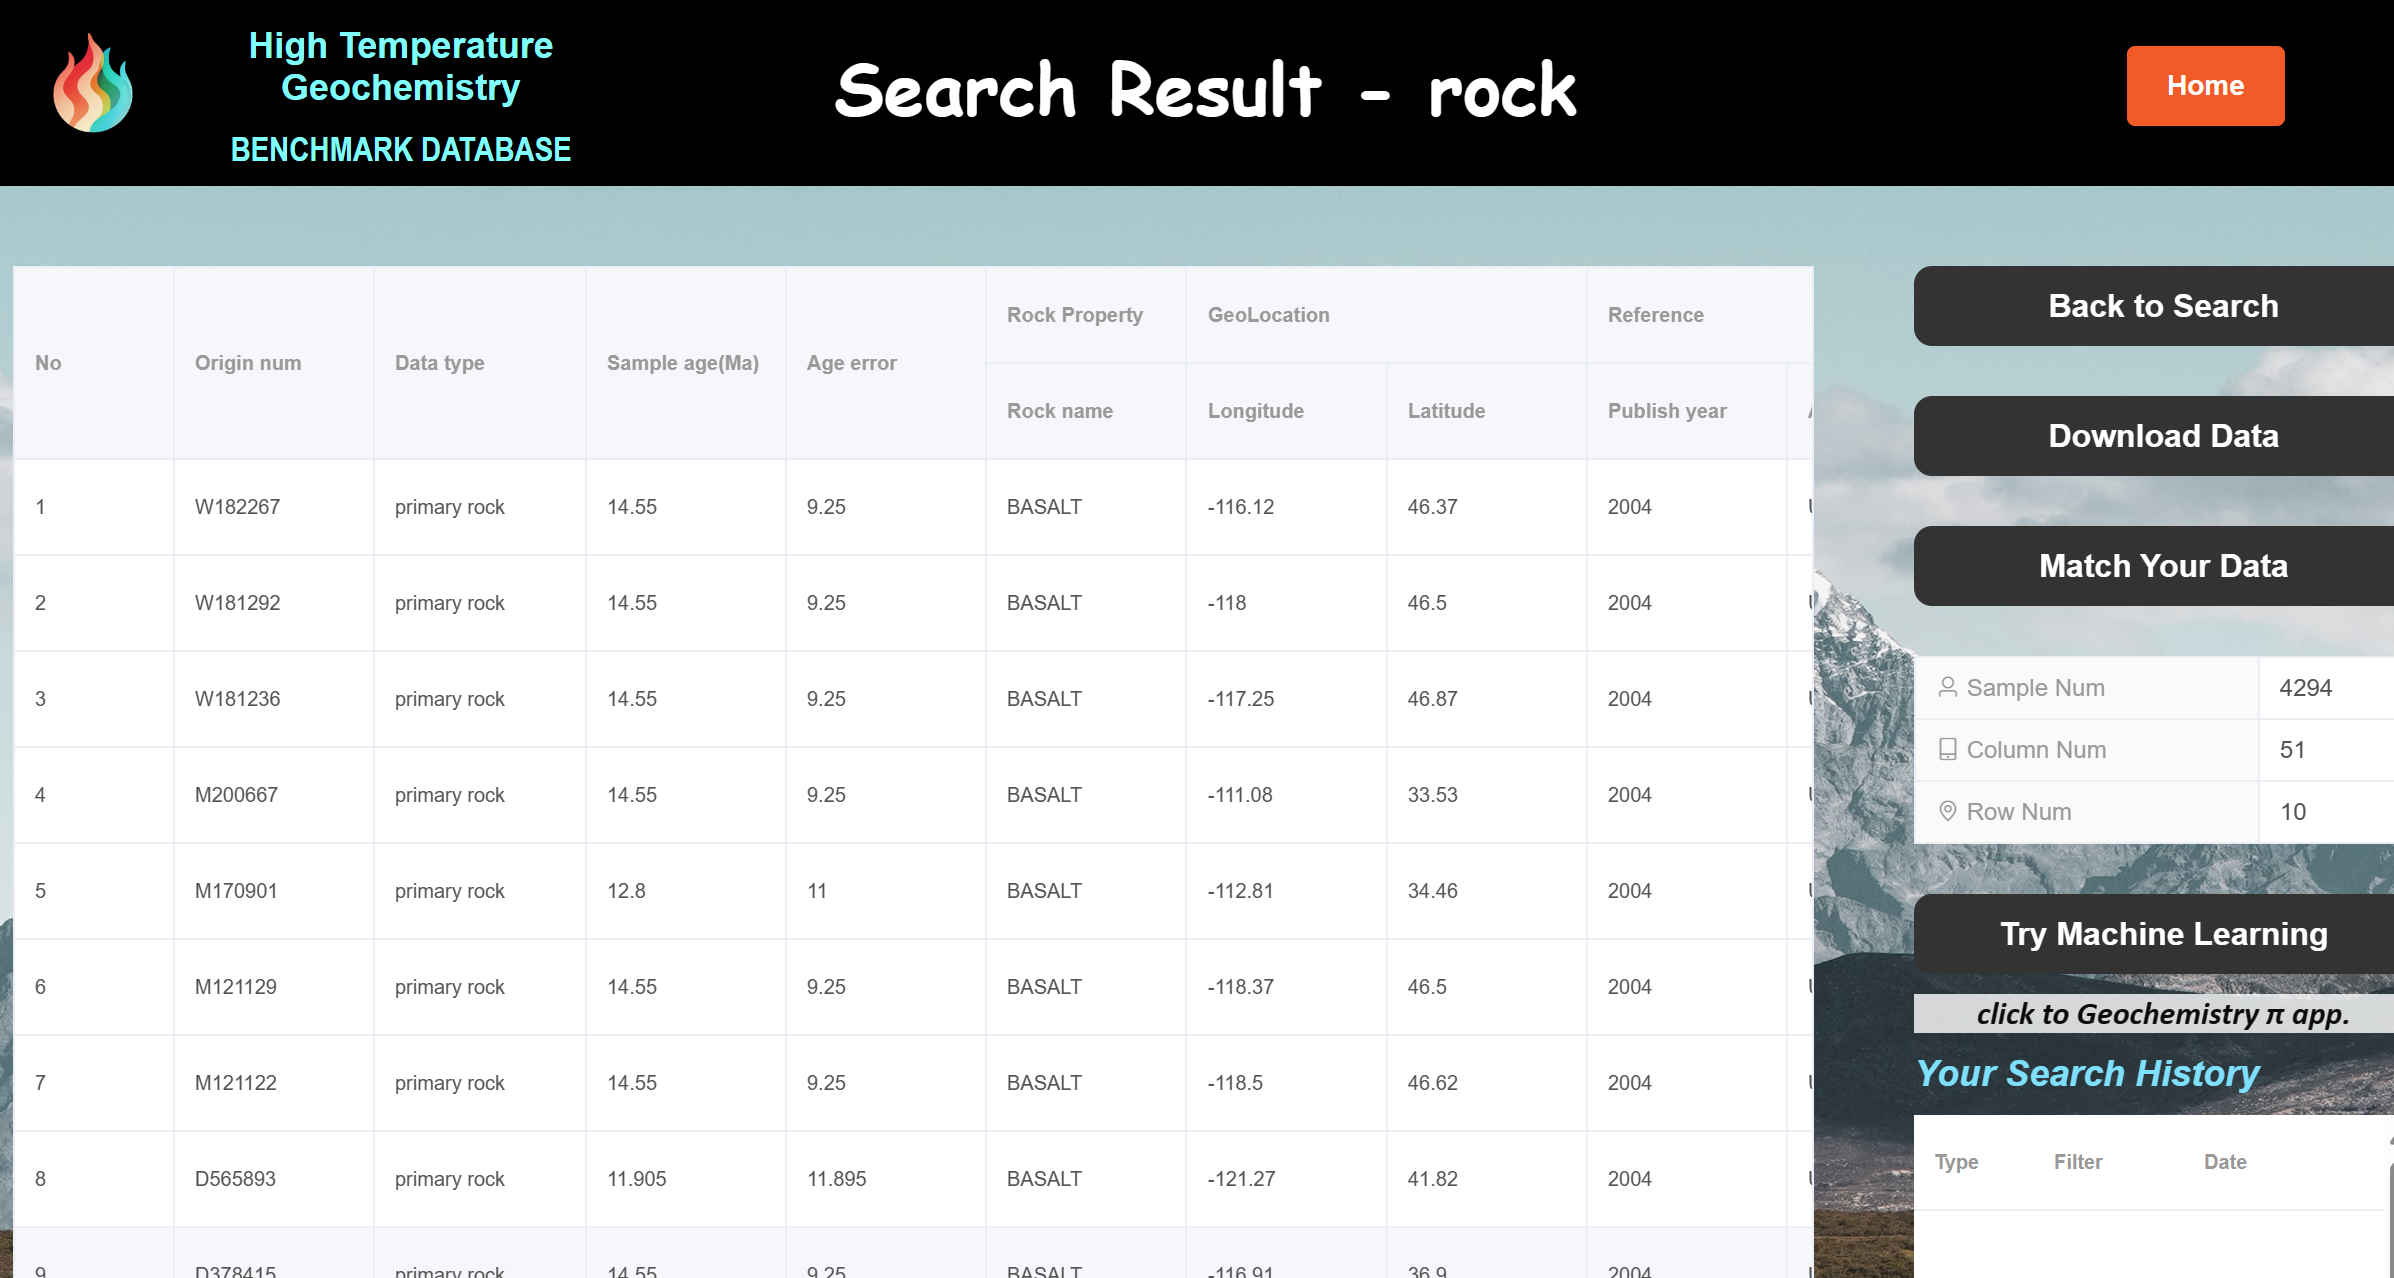 High Temperature
Geochemistry
BENCHMARK DATABASE
Search Result - rock
Home
No Origin num Data type Sample age(Ma) Age error Rock Property GeoLocation Reference
Rock name Longitude Latitude Publish year
1 W182267 primary rock 14.55 9.25 BASALT -116.12 46.37 2004
2 W181292 primary rock 14.55 9.25 BASALT -118 46.5 2004
3 W181236 primary rock 14.55 9.25 BASALT -117.25 46.87 2004
4 M200667 primary rock 14.55 9.25 BASALT -111.08 33.53 2004
5 M170901 primary rock 12.8 11 BASALT -112.81 34.46 2004
6 M121129 primary rock 14.55 9.25 BASALT -118.37 46.5 2004
7 M121122 primary rock 14.55 9.25 BASALT -118.5 46.62 2004
8 D565893 primary rock 11.905 11.895 BASALT -121.27 41.82 2004
9 D378415 primary rock 14.55 9.25 BASALT -116.91 36.9 2004
Back to Search
Download Data
Match Your Data
Sample Num 4294
Column Num 51
Row Num 10
Try Machine Learning
click to Geochemistry π app.
Your Search History
Type Filter Date